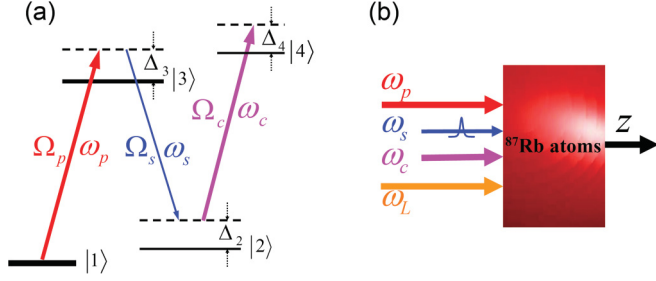 (a)
Δ3
|3⟩
Δ4
|4⟩
Ωp ωp
Ωs ωs
Ωc ωc
Δ2
|2⟩
|1⟩
(b)
ωp
ωs
ωc
ωL
87Rb atoms
z